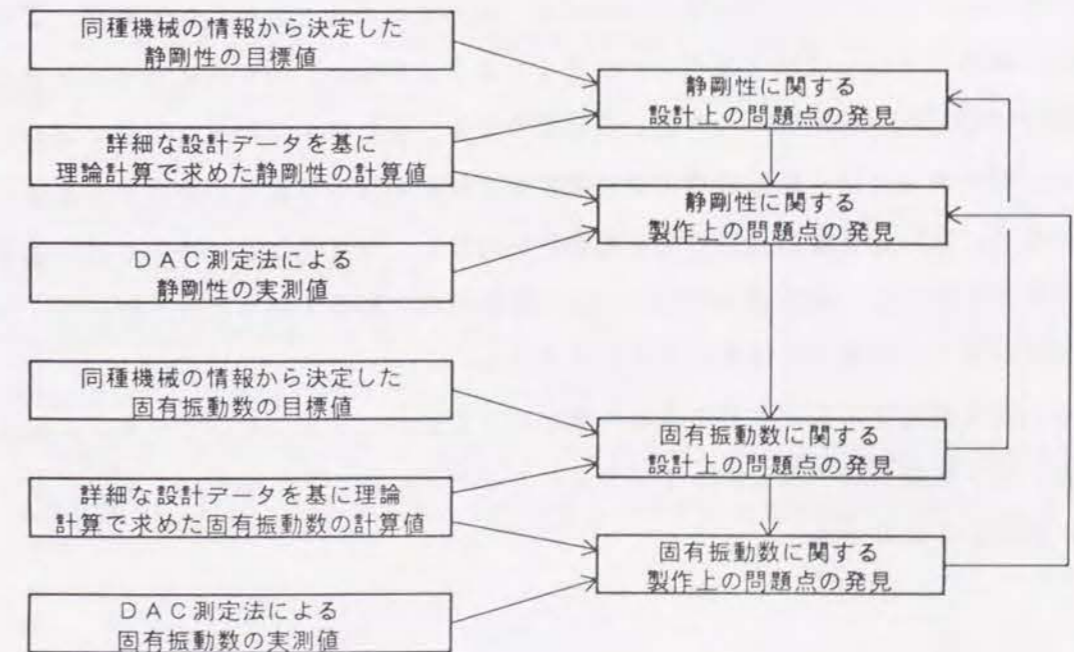 同種機械の情報から決定した
静剛性の目標値
詳細な設計データを基に
理論計算で求めた静剛性の計算値
ＤＡＣ測定法による
静剛性の実測値
同種機械の情報から決定した
固有振動数の目標値
詳細な設計データを基に理論
計算で求めた固有振動数の計算値
ＤＡＣ測定法による
固有振動数の実測値
静剛性に関する
設計上の問題点の発見
静剛性に関する
製作上の問題点の発見
固有振動数に関する
設計上の問題点の発見
固有振動数に関する
製作上の問題点の発見